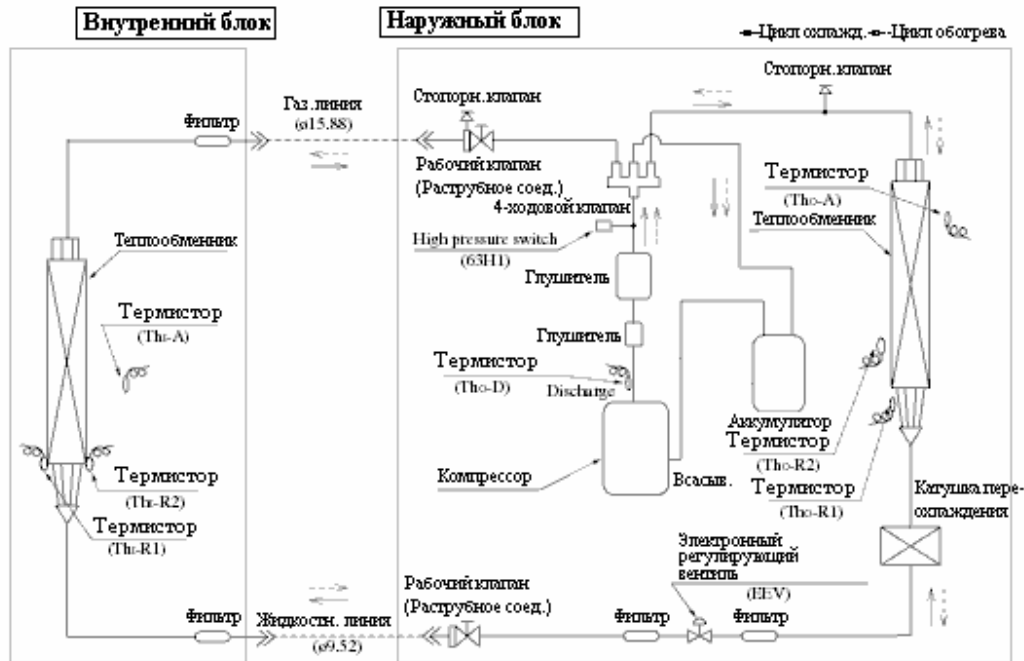 Внутренний блок
Наружный блок
Цикл охлажд. Цикл обогрева
Стопорн. клапан
Газ. линия
(ø15.88)
Стопорн. клапан
Фильтр
Рабочий клапан
(Раструбное соед.)
4-ходовой клапан
Термистор
(Tho-A)
Теплообменник
Теплообменник
High pressure switch
(63H1)
Глушитель
Термистор
(Thi-A)
Глушитель
Термистор
(Tho-D)
Discharge
Аккумулятор
Термистор
(Tho-R2)
Компрессор
Всасыв.
Термистор
(Tho-R1)
Термистор
(Thi-R2)
Термистор
(Thi-R1)
Катушка пере-
охлаждения
Электронный
регулирующий
вентиль
(EEV)
Рабочий клапан
(Раструбное соед.)
Фильтр
Жидкостн. линия
(ø9.52)
Фильтр
Фильтр